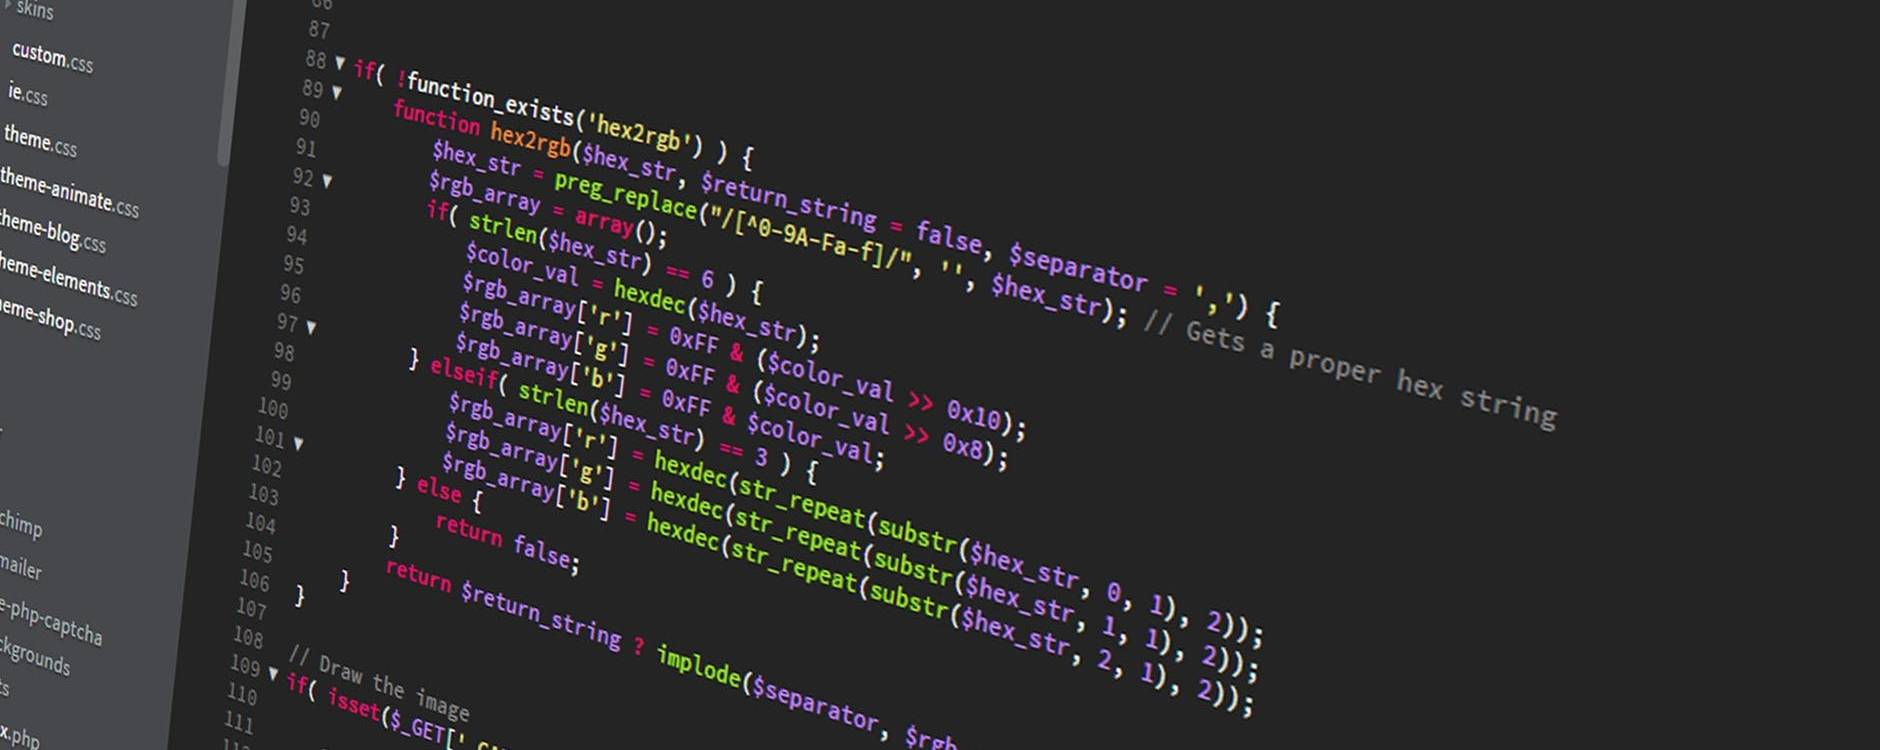 skins
custom.css
ie.css
theme.css
theme-animate.css
theme-blog.css
heme-elements.css
eme-shop.css
chimp
mailer
e-php-captcha
ckgrounds
ts
x.php
86
87
88 ▼ if( !function_exists('hex2rgb') ) {
89 ▼ function hex2rgb($hex_str, $return_string = false, $separator = ',') {
90 $hex_str = preg_replace("/[^0-9A-Fa-f]/", '', $hex_str); // Gets a proper hex string
91 $rgb_array = array();
92 ▼ if( strlen($hex_str) == 6 ) {
93 $color_val = hexdec($hex_str);
94 $rgb_array['r'] = 0xFF & ($color_val >> 0x10);
95 $rgb_array['g'] = 0xFF & ($color_val >> 0x8);
96 $rgb_array['b'] = 0xFF & $color_val;
97 ▼ } elseif( strlen($hex_str) == 3 ) {
98 $rgb_array['r'] = hexdec(str_repeat(substr($hex_str, 0, 1), 2));
99 $rgb_array['g'] = hexdec(str_repeat(substr($hex_str, 1, 1), 2));
100 $rgb_array['b'] = hexdec(str_repeat(substr($hex_str, 2, 1), 2));
101 ▼ } else {
102 return false;
103 }
104 return $return_string ? implode($separator, $rgb
105 }
106 }
107
108 // Draw the image
109 ▼ if( isset($_GET['
110
111